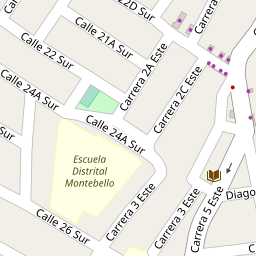 22D Sur
Carrera
Calle 21A Sur
Calle 22 Sur
Carrera 2A Este
Carrera 2C Este
Calle 24A Sur
Calle 24A Sur
Escuela
Distrital
Montebello
Carrera 3 Este
Carrera 3 Este
Carrera 5 Este
Diago
Calle 26 Sur